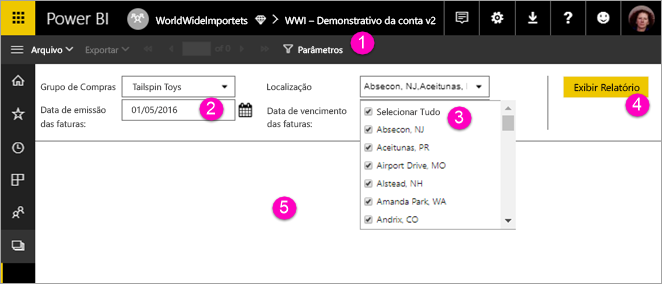 Power BI WorldWideImportets > WWI – Demonstrativo da conta v2
Arquivo Exportar of 0 Parâmetros 1
Grupo de Compras Tailspin Toys Localização Absecon, NJ,Aceitunas, Exibir Relatório
4
Data de emissão das faturas: 01/05/2016 2
Data de vencimento das faturas:
Selecionar Tudo 3
Absecon, NJ
Aceitunas, PR
Airport Drive, MO
Alstead, NH
Amanda Park, WA
Andrix, CO
5